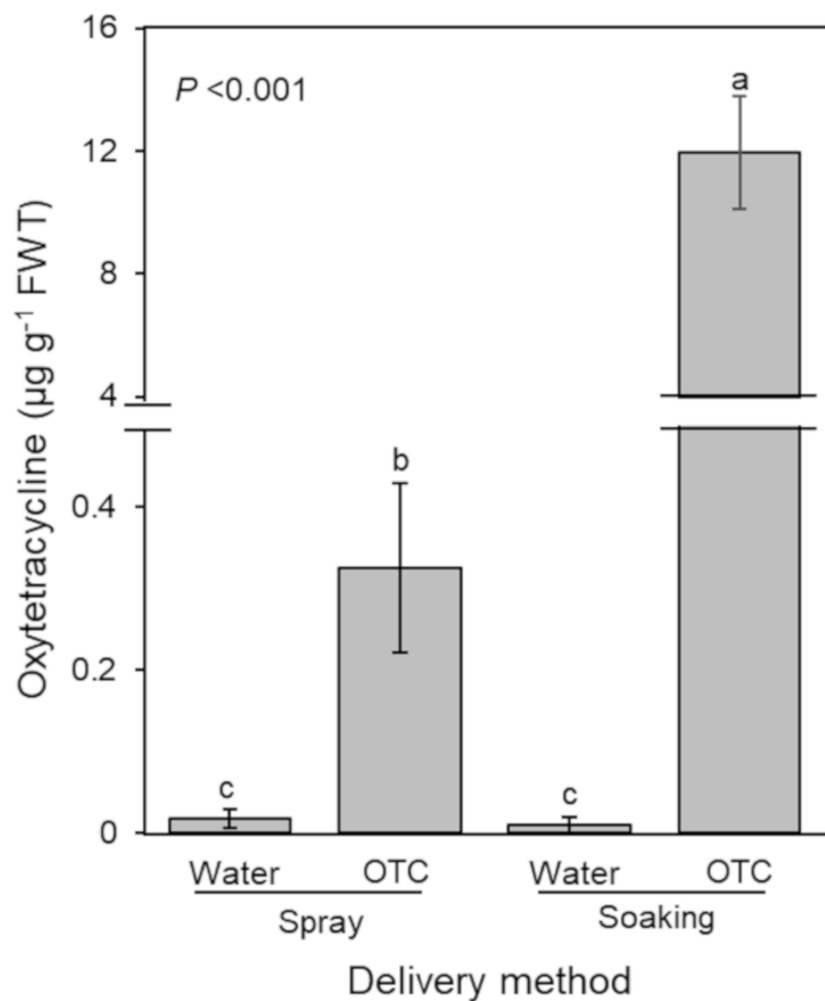 16
P <0.001
a
12
8
4
b
0.4
0.2
c
c
0
Oxytetracycline (µg g⁻¹ FWT)
Water OTC Water OTC
Spray Soaking
Delivery method